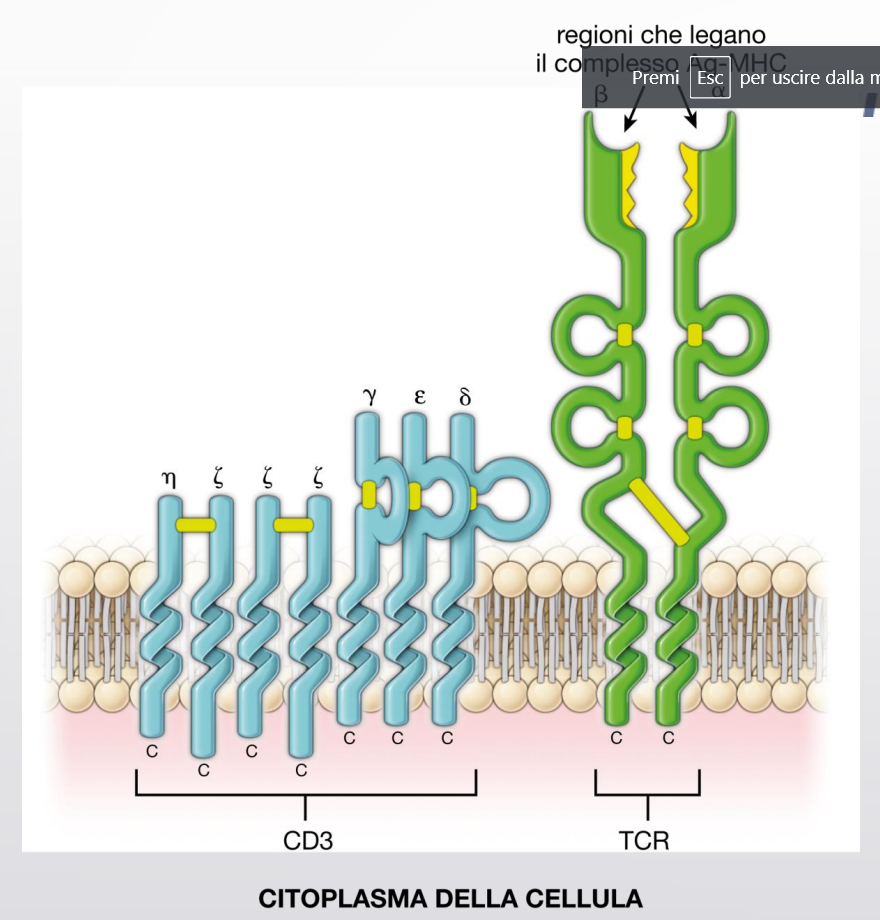 regioni che legano
il complesso Ag-MHC
Premi Esc per uscire dalla m
β α
γ ε δ
η ζ ζ ζ
C C C C C C C C C
CD3 TCR
CITOPLASMA DELLA CELLULA